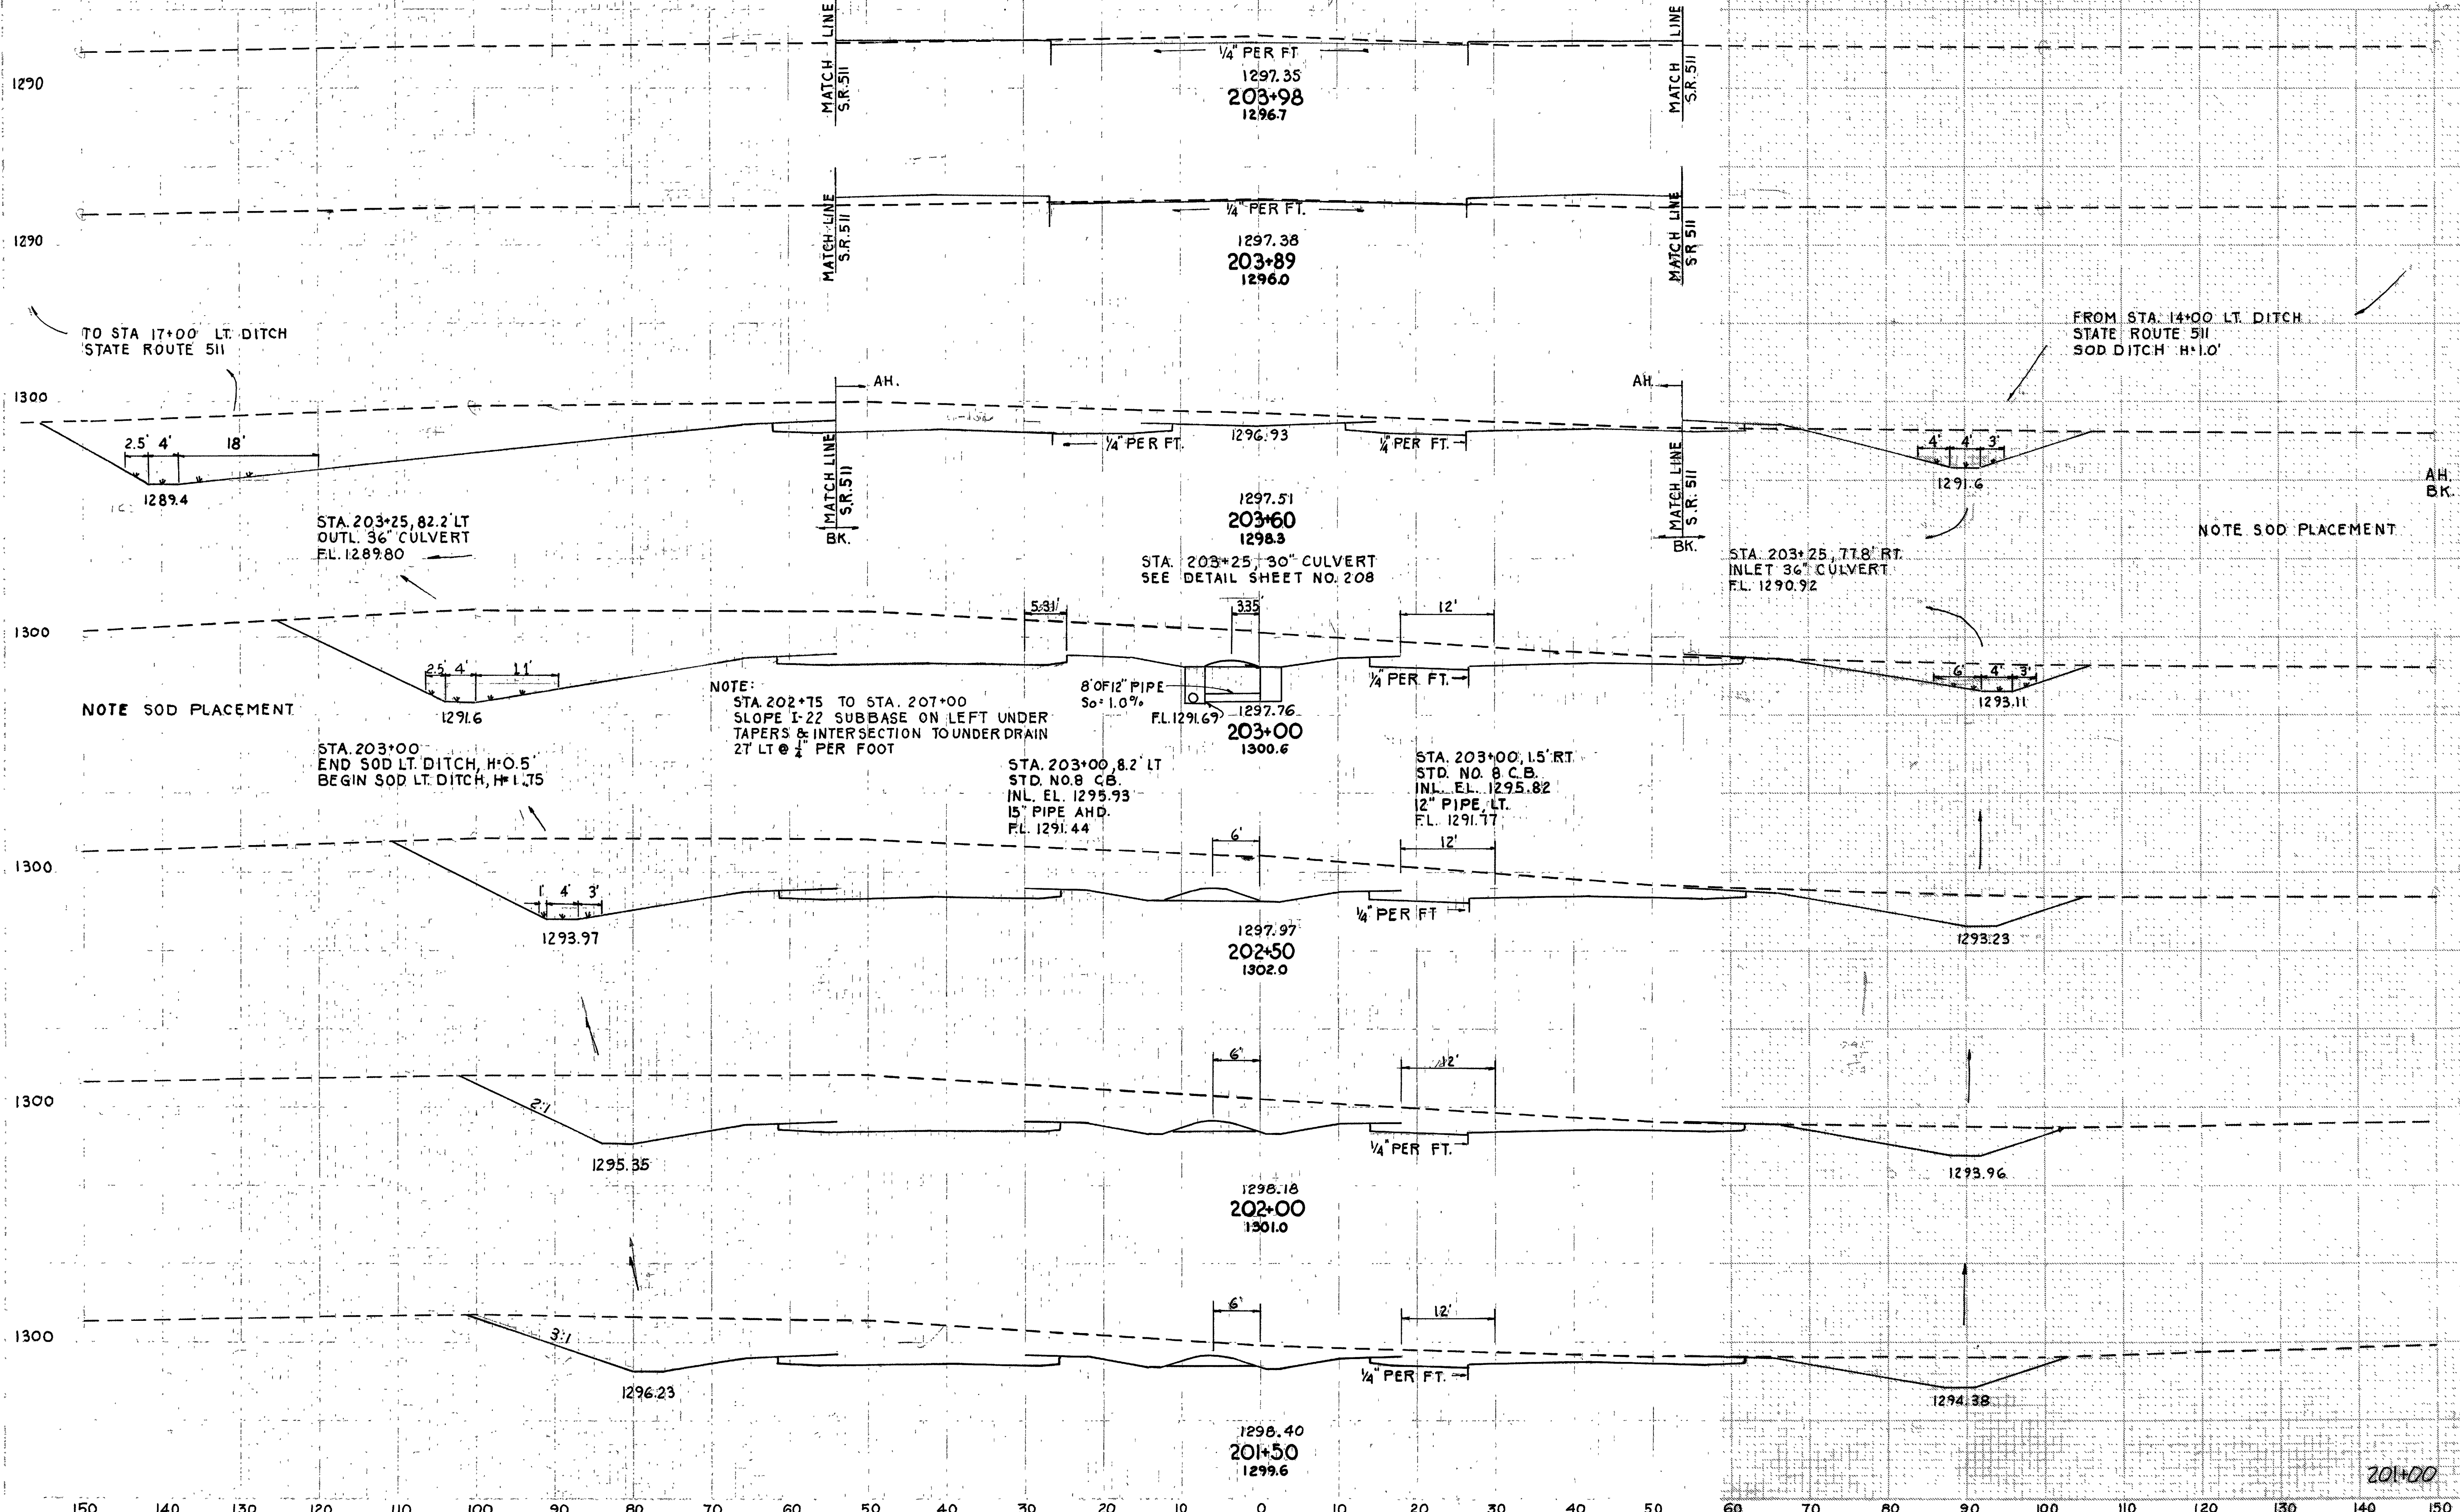 MATCH LINE
S.R.511
1/4" PER FT
MATCH LINE
S.R.511
1290
1297.35
203+98
1296.7
MATCH LINE
S.R.511
1/4" PER FT.
MATCH LINE
S.R 511
1290
1297.38
203+89
1296.0
TO STA 17+00 LT. DITCH
STATE ROUTE 511
FROM STA. 14+00 LT. DITCH
STATE ROUTE 511
SOD DITCH H=1.0'
1300
AH.
AH.
2.5' 4' 18'
MATCH LINE
S.R.511
1/4" PER FT.
1296.93
1/4" PER FT.
MATCH LINE
S.R. 511
4' 4' 3'
1289.4
1291.6
AH.
BK.
1297.51
203+60
1298.3
BK.
BK.
STA. 203+25, 82.2' LT
OUTL. 36" CULVERT
F.L. 1289.80
STA. 203+25, 30" CULVERT
SEE DETAIL SHEET NO. 208
STA. 203+25, 77.8' RT.
INLET 36" CULVERT
F.L. 1290.92
NOTE SOD PLACEMENT
1300
5.31'
3.35'
12'
2.5' 4' 11'
6' 4' 3'
1/4" PER FT.
NOTE SOD PLACEMENT
1291.6
NOTE:
STA. 202+75 TO STA. 207+00
SLOPE I-22 SUBBASE ON LEFT UNDER
TAPERS & INTERSECTION TO UNDERDRAIN
27' LT @ 1/4" PER FOOT
8' OF 12" PIPE
So = 1.0%
F.L. 1291.69
1293.11
1297.76
203+00
1300.6
STA. 203+00
END SOD LT. DITCH, H=0.5'
BEGIN SOD LT. DITCH, H=1.75
STA. 203+00, 8.2' LT
STD. NO.8 C.B.
INL. EL. 1295.93
15" PIPE AHD.
F.L. 1291.44
STA. 203+00, 1.5' RT.
STD. NO. 8 C.B.
INL. EL. 1295.82
12" PIPE, LT.
F.L. 1291.77
1300
6'
12'
1' 4' 3'
1/4" PER FT
1293.97
1293.23
1297.97
202+50
1302.0
1300
6'
12'
2:1
1/4" PER FT.
1295.35
1293.96
1298.18
202+00
1301.0
1300
6'
12'
3:1
1/4" PER FT.
1296.23
1294.38
1298.40
201+50
1299.6
201+00
150 140 130 120 110 100 90 80 70 60 50 40 30 20 10 0 10 20 30 40 50 60 70 80 90 100 110 120 130 140 150